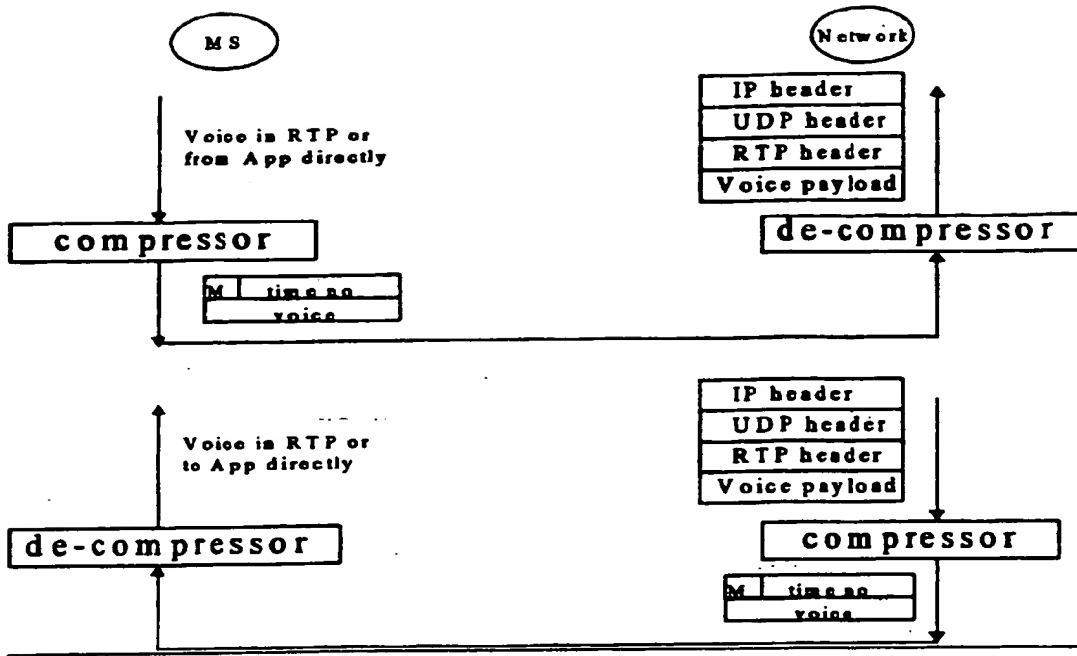 MS
Network
IP header
UDP header
RTP header
Voice payload
Voice in RTP or
from App directly
compressor
de-compressor
M time no
voice
IP header
UDP header
RTP header
Voice payload
Voice in RTP or
to App directly
de-compressor
compressor
M time no
voice